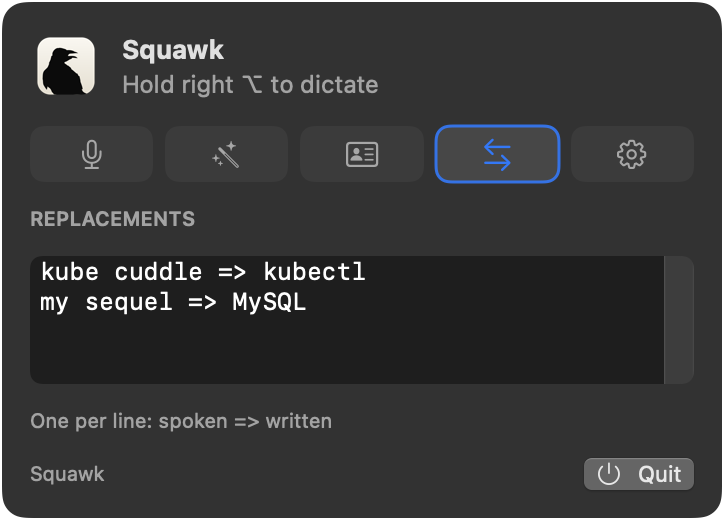 Squawk
Hold right ⌥ to dictate
REPLACEMENTS
kube cuddle => kubectl
my sequel => MySQL
One per line: spoken => written
Squawk
Quit